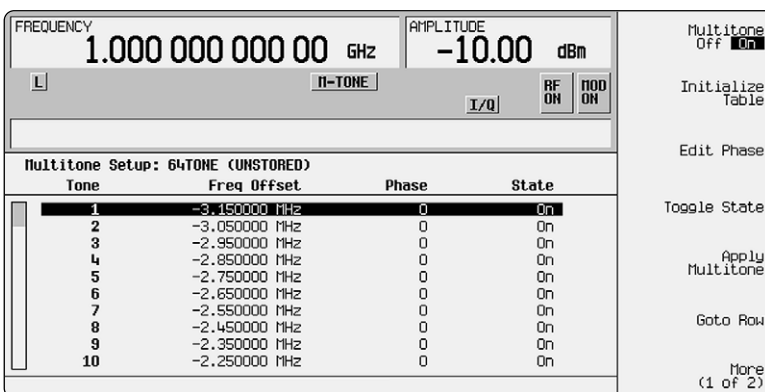 FREQUENCY
1.000 000 000 00 GHz
AMPLITUDE
-10.00 dBm
L
M-TONE
I/Q
RF ON
MOD ON
Multitone Setup: 64TONE (UNSTORED)
Tone Freq Offset Phase State
1 -3.150000 MHz 0 On
2 -3.050000 MHz 0 On
3 -2.950000 MHz 0 On
4 -2.850000 MHz 0 On
5 -2.750000 MHz 0 On
6 -2.650000 MHz 0 On
7 -2.550000 MHz 0 On
8 -2.450000 MHz 0 On
9 -2.350000 MHz 0 On
10 -2.250000 MHz 0 On
Multitone
Off On
Initialize
Table
Edit Phase
Toggle State
Apply
Multitone
Goto Row
More
(1 of 2)